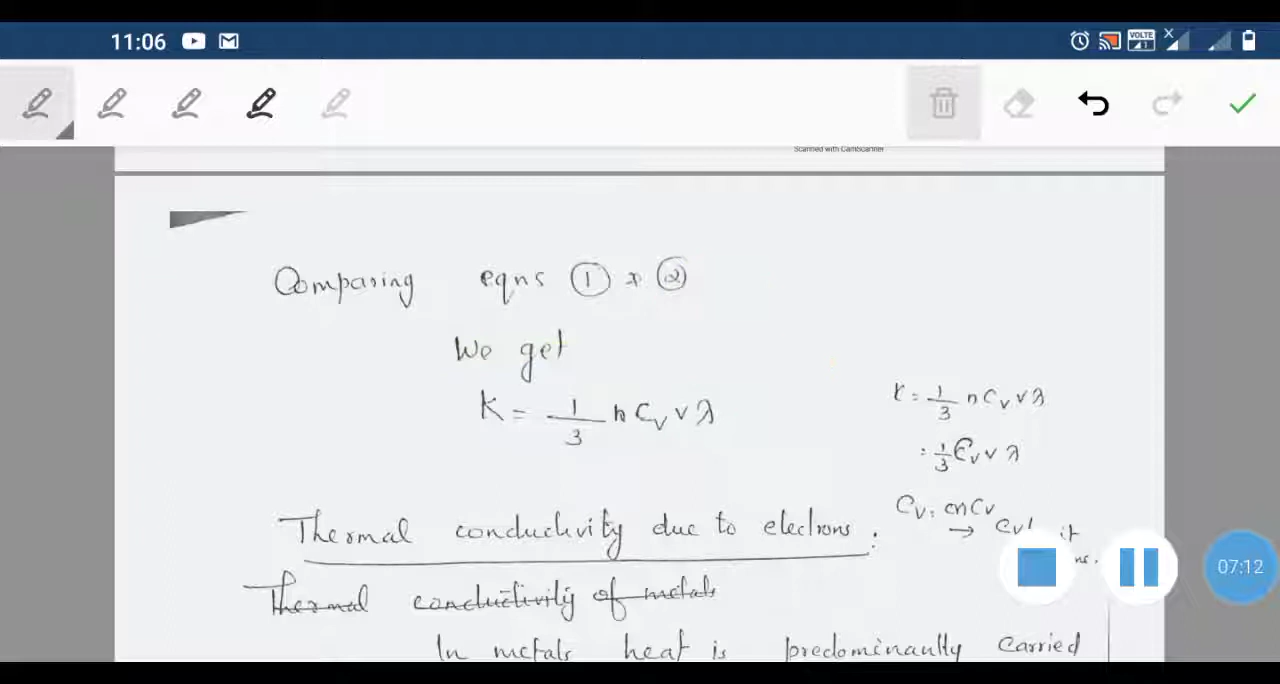 11:06
VOLTE
Scanned with CamScanner
Comparing eqns ① & ②
We get
K = 1/3 n Cv v λ
K = 1/3 n Cv v λ
= 1/3 Cv v λ
Cv = nCv
→ Cv/
Thermal conductivity due to electrons :
Thermal conductivity of metals
In metals heat is predominantly carried
07:12